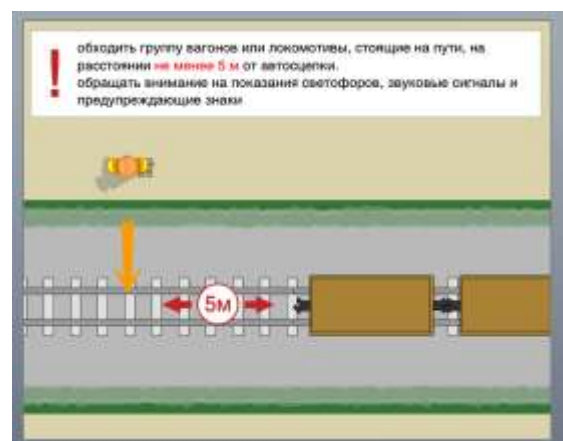 !
обходить группу вагонов или локомотивы, стоящие на пути, на
расстоянии не менее 5 м от автосцепки.
обращать внимание на показания светофоров, звуковые сигналы и
предупреждающие знаки
5м